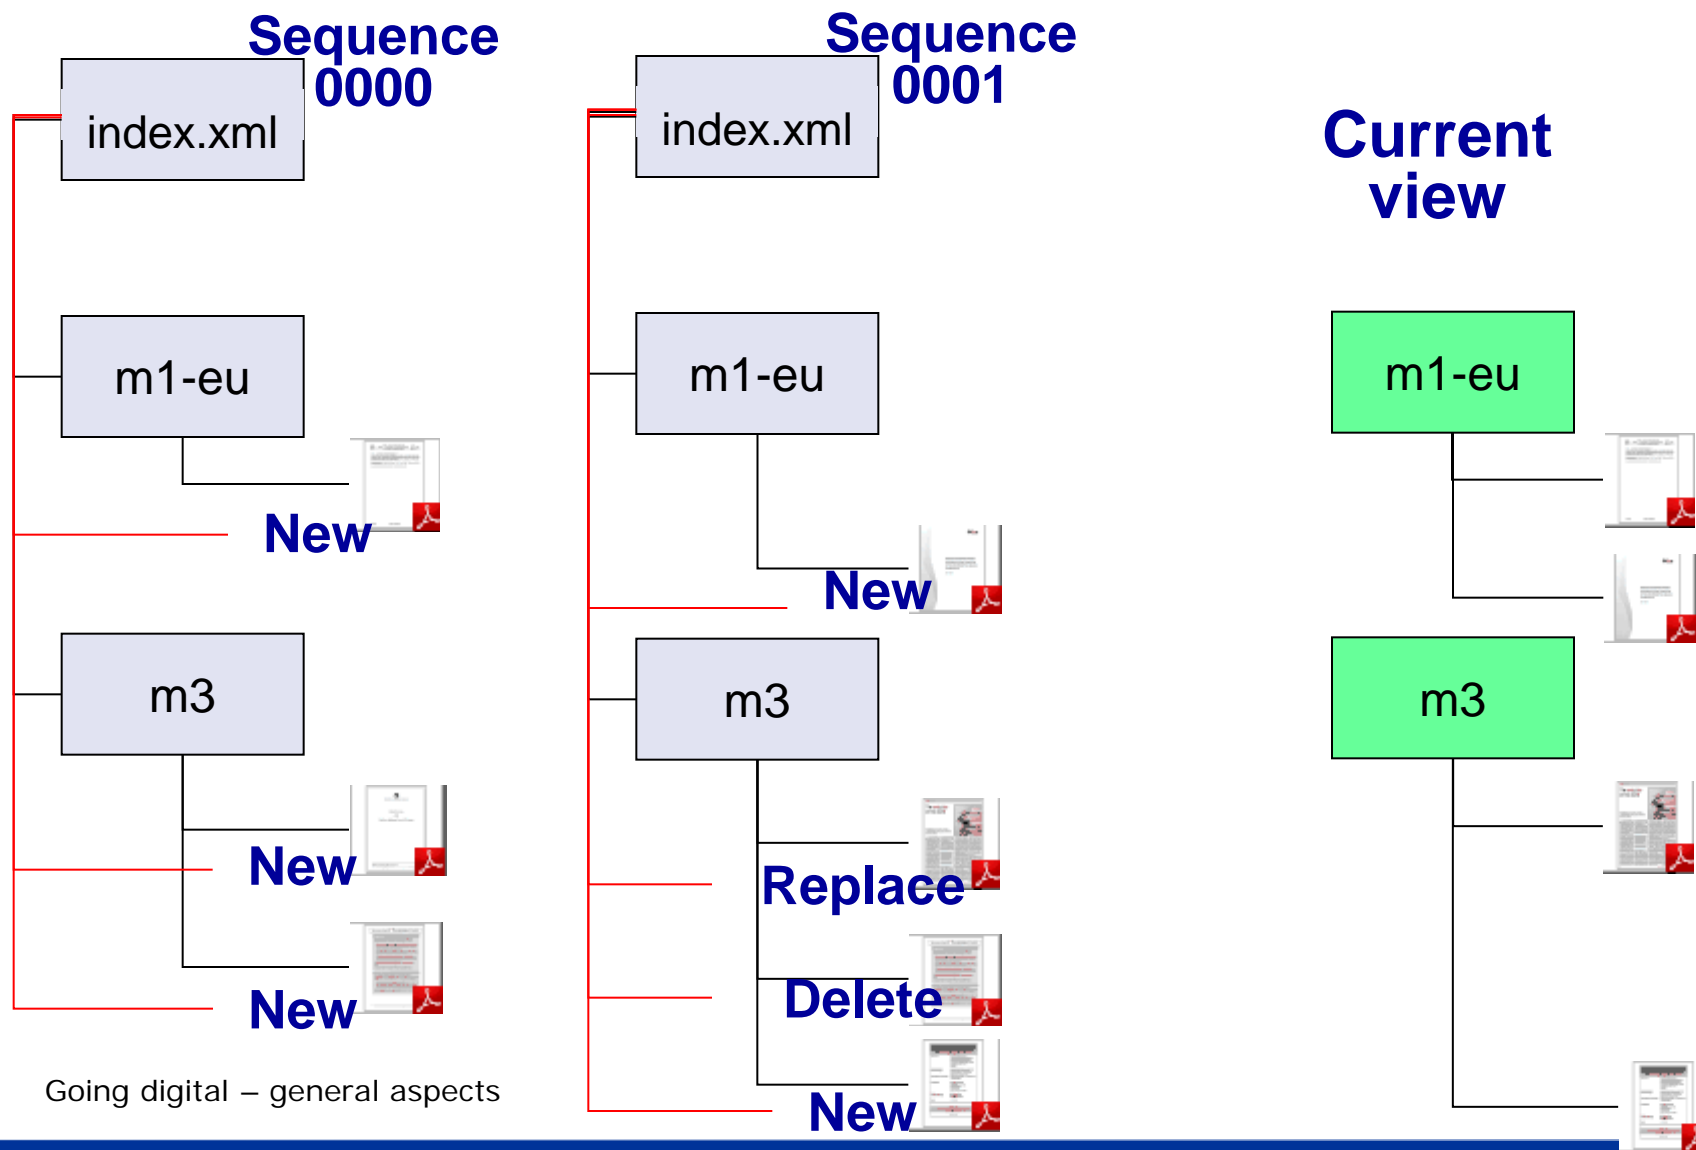 Sequence
0000
index.xml
m1-eu
New
m3
New
New
Sequence
0001
index.xml
m1-eu
New
m3
Replace
Delete
New
Current
view
m1-eu
m3
Going digital – general aspects